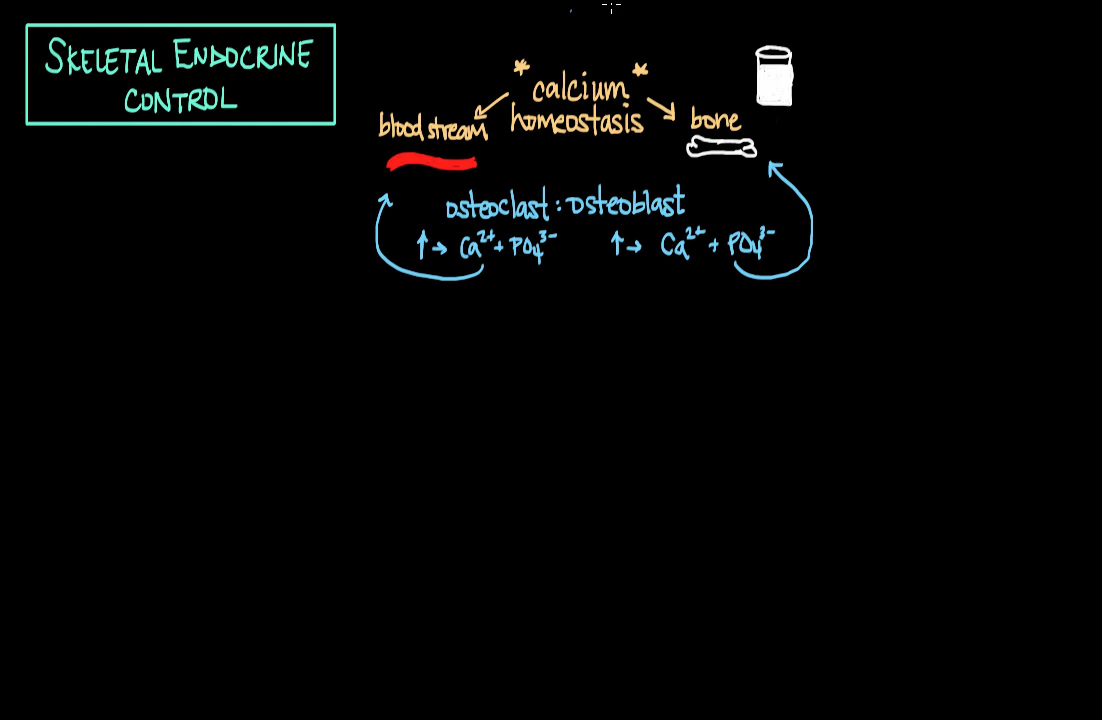 SKELETAL ENDOCRINE
CONTROL
* calcium *
homeostasis
blood stream
bone
osteoclast : osteoblast
↑ → Ca²⁺ + PO₄³⁻
↑ → Ca²⁺ + PO₄³⁻